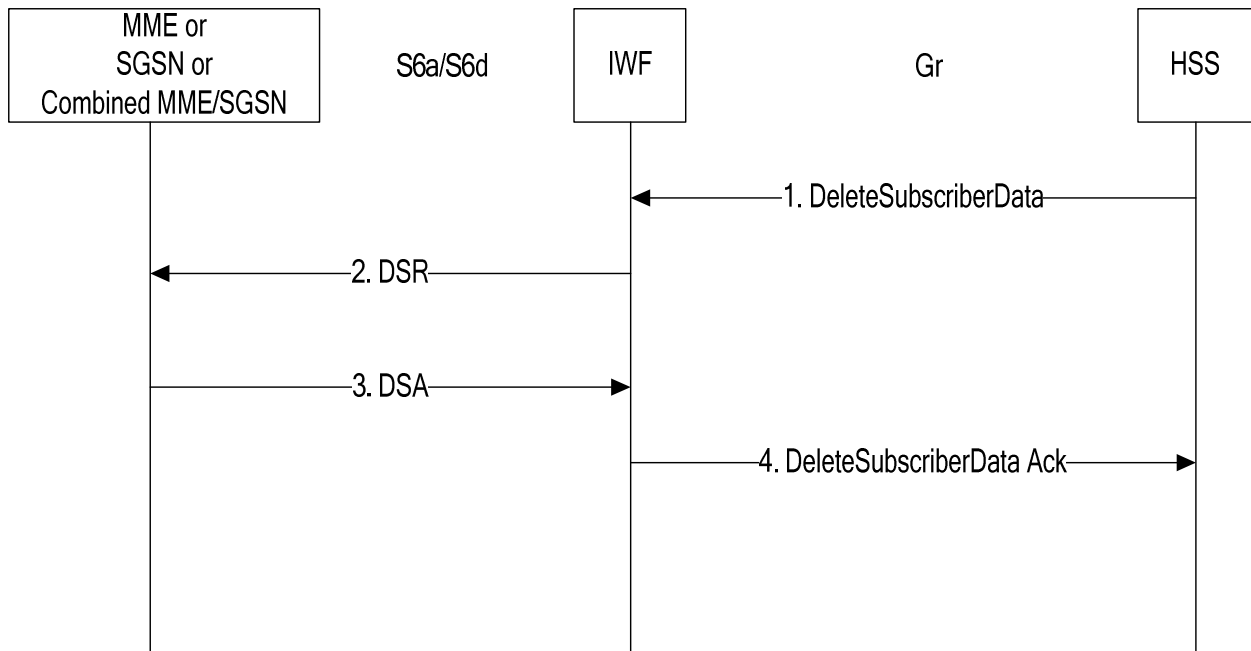 MME or
SGSN or
Combined MME/SGSN
S6a/S6d
IWF
Gr
HSS
1. DeleteSubscriberData
2. DSR
3. DSA
4. DeleteSubscriberData Ack